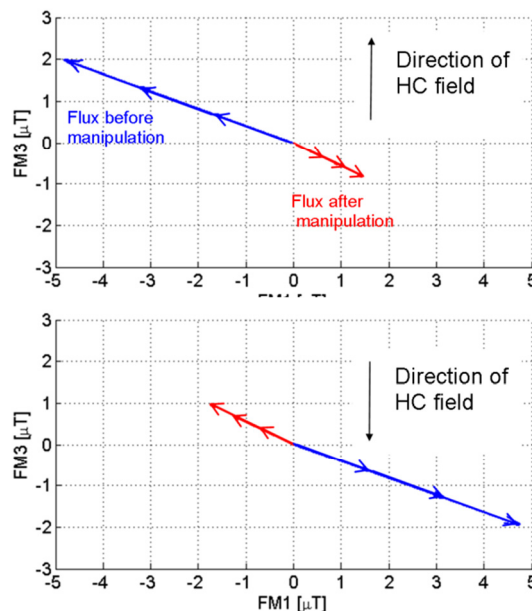 3
2
1
0
-1
-2
-3
FM3 [µT]
Direction of
HC field
Flux before
manipulation
Flux after
manipulation
-5 -4 -3 -2 -1 0 1 2 3 4 5
FM1 [µT]
3
2
1
0
-1
-2
-3
FM3 [µT]
Direction of
HC field
-5 -4 -3 -2 -1 0 1 2 3 4 5
FM1 [µT]